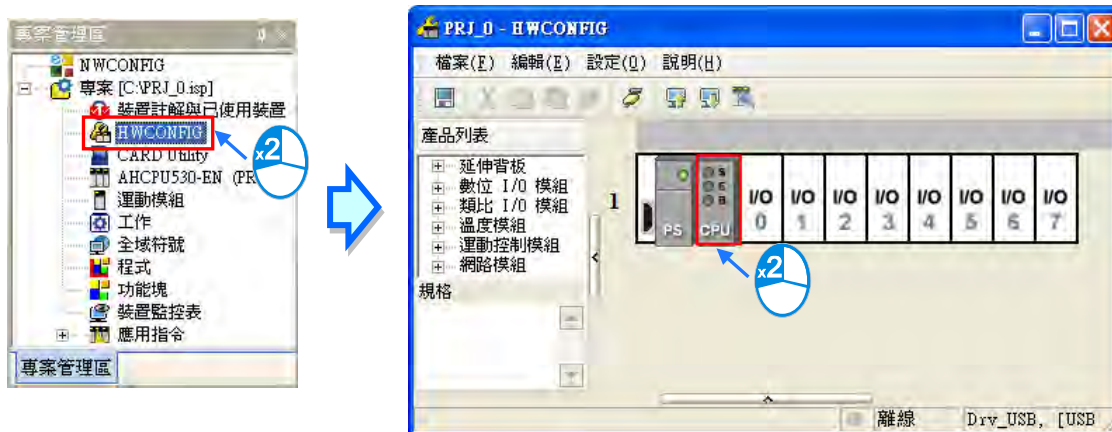 專案管理區
NWCONFIG
專案 [C:\PRJ_0.isp]
裝置註解與已使用裝置
HWCONFIG
CARD Utility
AHCPU530-EN (PR
運動模組
工作
全域符號
程式
功能塊
裝置監控表
應用指令
專案管理區
x2
PRJ_0 - HWCONFIG
檔案(F) 編輯(E) 設定(O) 說明(H)
產品列表
延伸背板
數位 I/O 模組
類比 I/O 模組
溫度模組
運動控制模組
網路模組
規格
1
PS CPU I/O 0 I/O 1 I/O 2 I/O 3 I/O 4 I/O 5 I/O 6 I/O 7
x2
離線 Drv_USB, [USB